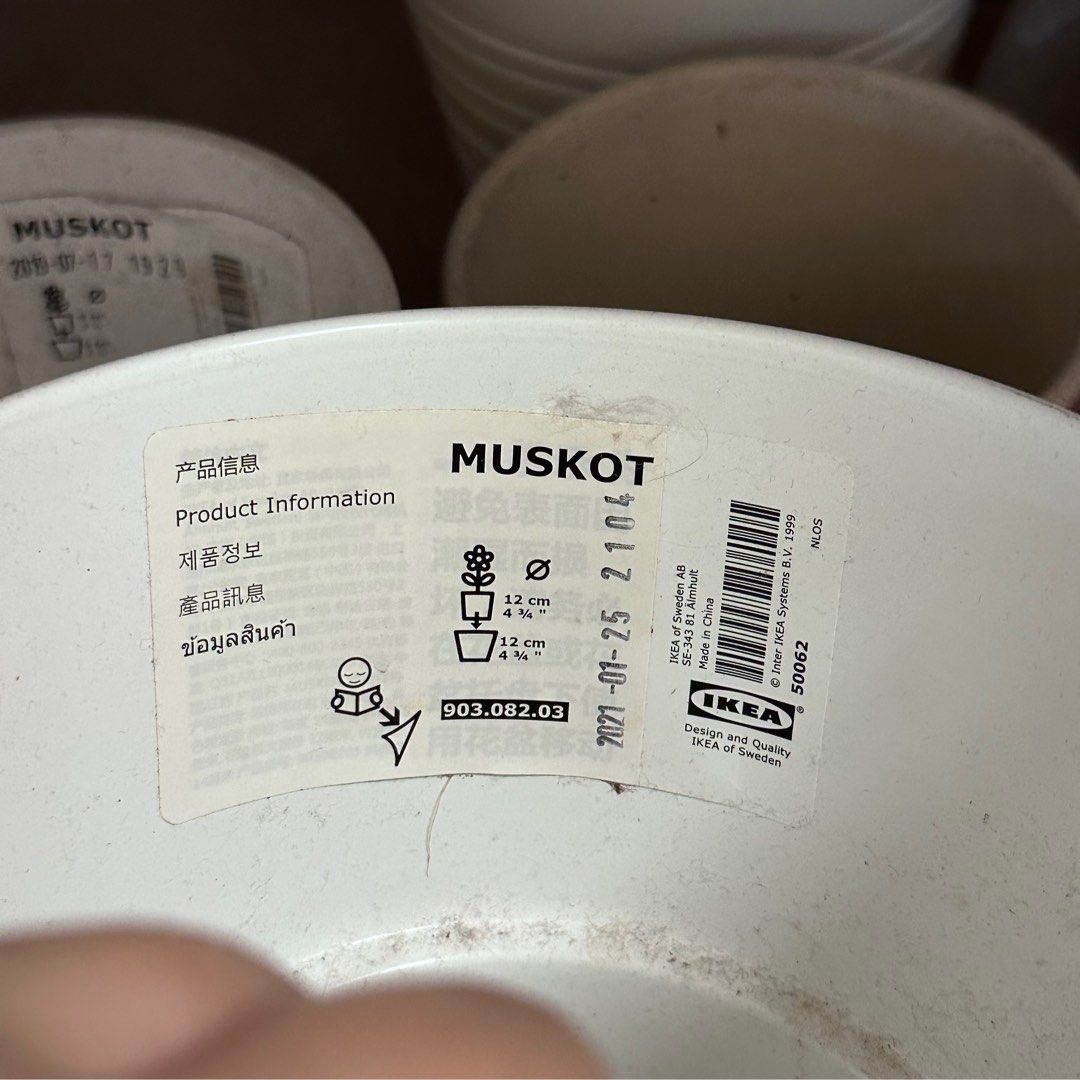 MUSKOT
2019-07-17 1929
产品信息
Product Information
제품정보
產品訊息
ข้อมูลสินค้า
MUSKOT
Ø
12 cm
4 ¾ "
12 cm
4 ¾ "
903.082.03
2021-01-25 2104
IKEA of Sweden AB
SE-343 81 Älmhult
Made in China
© Inter IKEA Systems B.V. 1999
NLOS
50062
IKEA®
Design and Quality
IKEA of Sweden